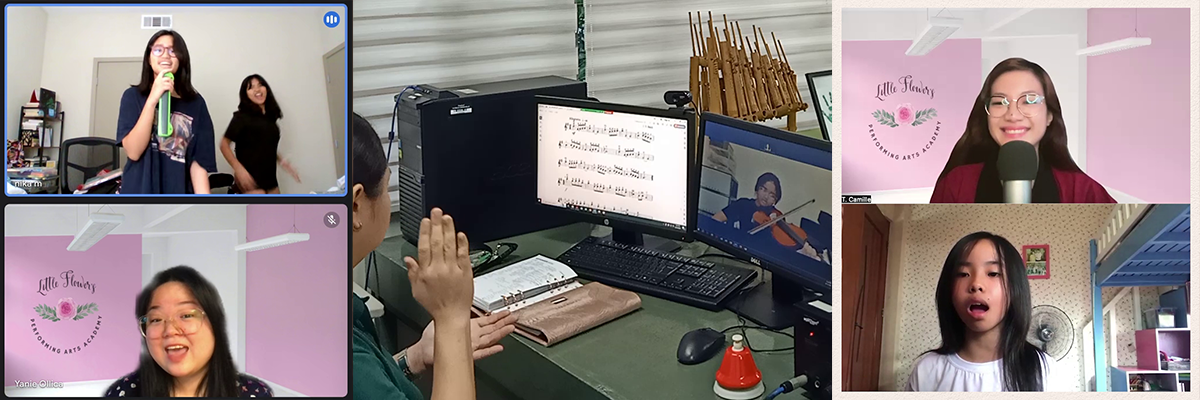 nika m
Little Flowers
PERFORMING ARTS ACADEMY
Yanie Ollica
DELL
Little Flowers
PERFORMING ARTS ACADEMY
T. Camille